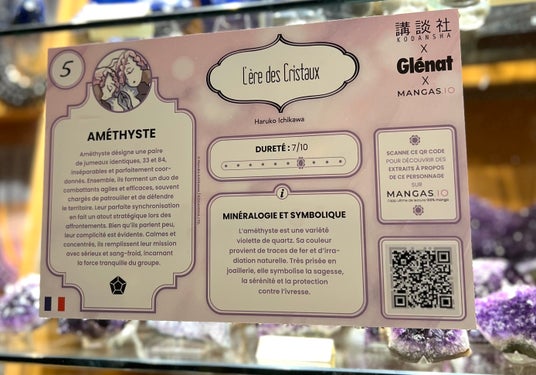 5
AMÉTHYSTE
Améthyste désigne une paire
de jumeaux identiques, 33 et 84,
inséparables et parfaitement coor-
donnés. Ensemble, ils forment un duo de
combattants agiles et efficaces, souvent
chargés de patrouiller et de défendre
le territoire. Leur parfaite synchronisation
en fait un atout stratégique lors des
affrontements. Bien qu'ils parlent peu,
leur complicité est évidente. Calmes et
concentrés, ils remplissent leur mission
avec sérieux et sang-froid, incarnant
la force tranquille du groupe.
L'ère des Cristaux
Haruko Ichikawa
DURETÉ : 7/10
i
MINÉRALOGIE ET SYMBOLIQUE
L'améthyste est une variété
violette de quartz. Sa couleur
provient de traces de fer et d'irra-
diation naturelle. Très prisée en
joaillerie, elle symbolise la sagesse,
la sérénité et la protection
contre l'ivresse.
講談社
KODANSHA
X
Glénat
X
MANGAS.IO
SCANNE CE QR CODE
POUR DÉCOUVRIR DES
EXTRAITS À PROPOS
DE CE PERSONNAGE
SUR
MANGAS.IO